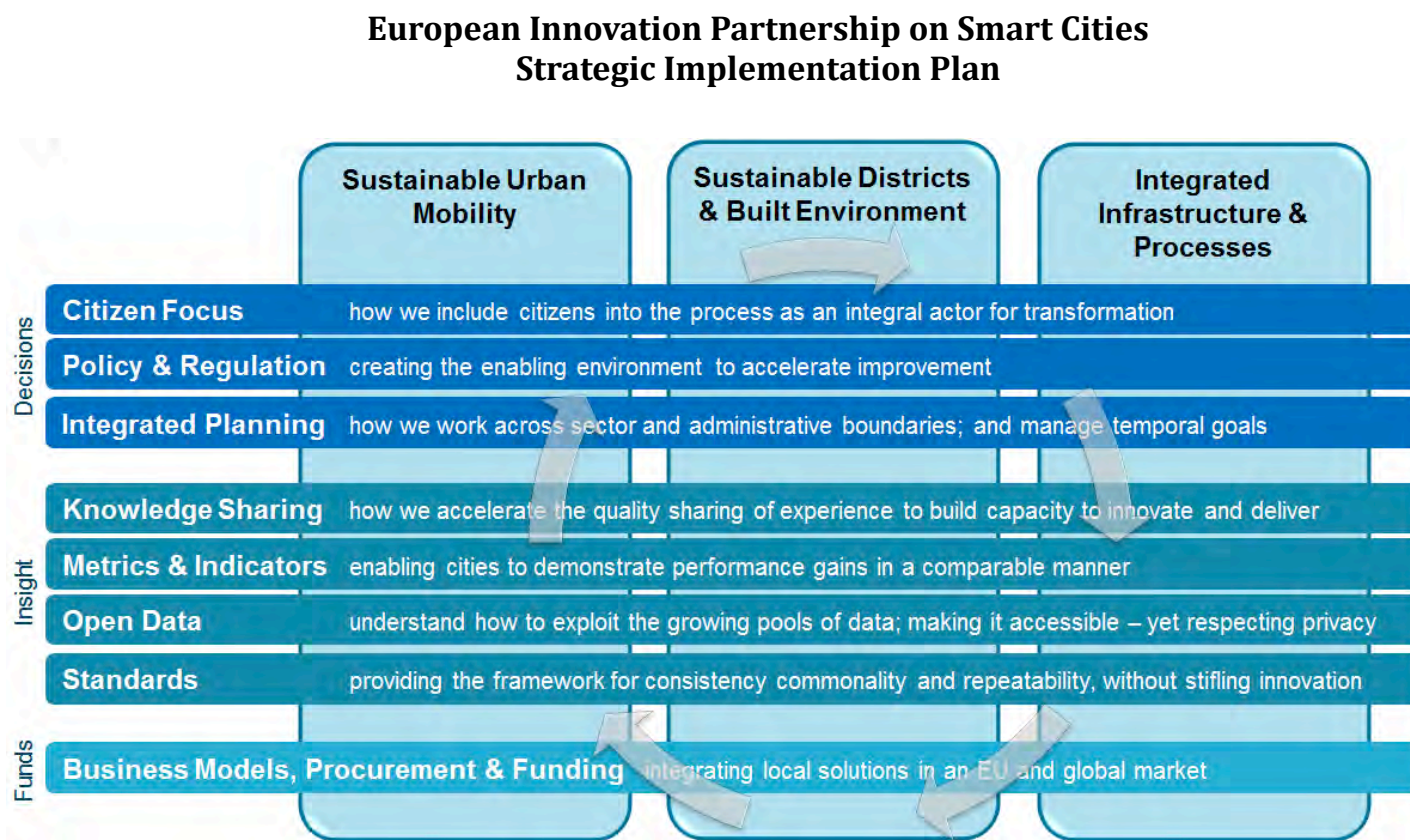 European Innovation Partnership on Smart Cities
Strategic Implementation Plan
Sustainable Urban
Mobility
Sustainable Districts
& Built Environment
Integrated
Infrastructure &
Processes
Decisions
Citizen Focus how we include citizens into the process as an integral actor for transformation
Policy & Regulation creating the enabling environment to accelerate improvement
Integrated Planning how we work across sector and administrative boundaries; and manage temporal goals
Insight
Knowledge Sharing how we accelerate the quality sharing of experience to build capacity to innovate and deliver
Metrics & Indicators enabling cities to demonstrate performance gains in a comparable manner
Open Data understand how to exploit the growing pools of data; making it accessible – yet respecting privacy
Standards providing the framework for consistency commonality and repeatability, without stifling innovation
Funds
Business Models, Procurement & Funding integrating local solutions in an EU and global market